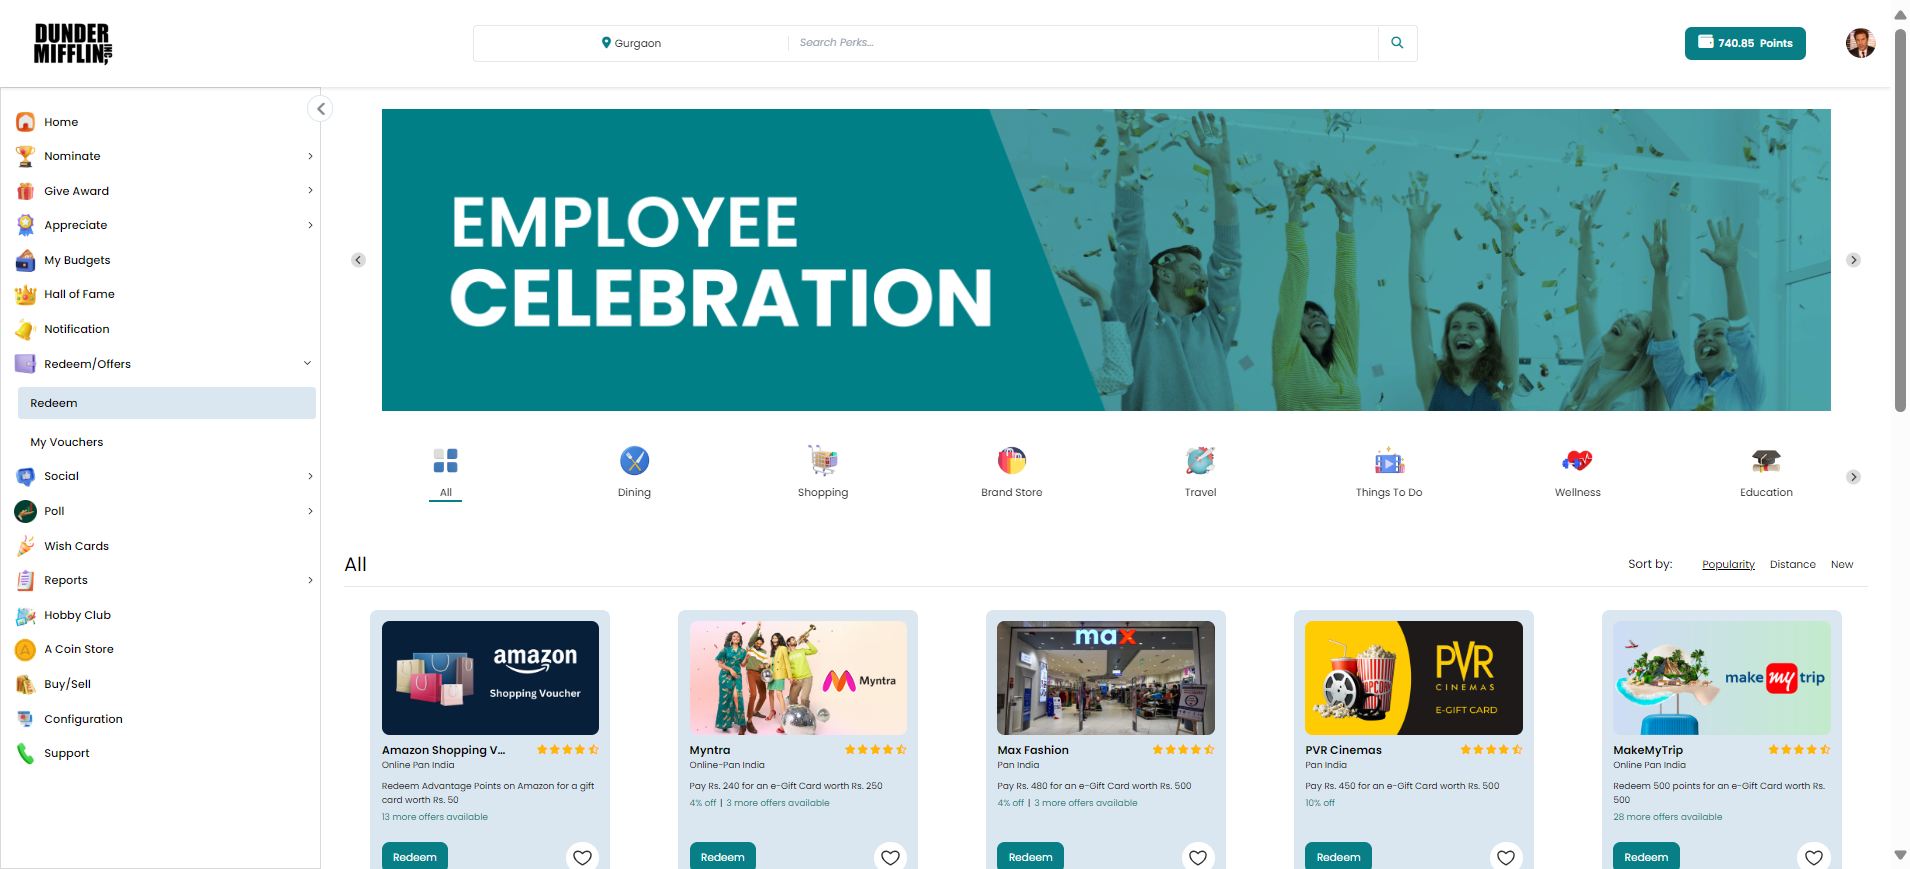 DUNDER
MIFFLIN, INC
Gurgaon
Search Perks...
740.85 Points
Home
Nominate
Give Award
Appreciate
My Budgets
Hall of Fame
Notification
Redeem/Offers
Redeem
My Vouchers
Social
Poll
Wish Cards
Reports
Hobby Club
A Coin Store
Buy/Sell
Configuration
Support
EMPLOYEE
CELEBRATION
All
Dining
Shopping
Brand Store
Travel
Things To Do
Wellness
Education
All
Sort by: Popularity Distance New
amazon
Shopping Voucher
Amazon Shopping V...
Online Pan India
Redeem Advantage Points on Amazon for a gift
card worth Rs. 50
13 more offers available
Redeem
Myntra
Myntra
Online-Pan India
Pay Rs. 240 for an e-Gift Card worth Rs. 250
4% off | 3 more offers available
Redeem
max
Max Fashion
Pan India
Pay Rs. 480 for an e-Gift Card worth Rs. 500
4% off | 3 more offers available
Redeem
POPCORN
PVR
CINEMAS
E-GIFT CARD
PVR Cinemas
Pan India
Pay Rs. 450 for an e-Gift Card worth Rs. 500
10% off
Redeem
make my trip
MakeMyTrip
Online Pan India
Redeem 500 points for an e-Gift Card worth Rs.
500
28 more offers available
Redeem